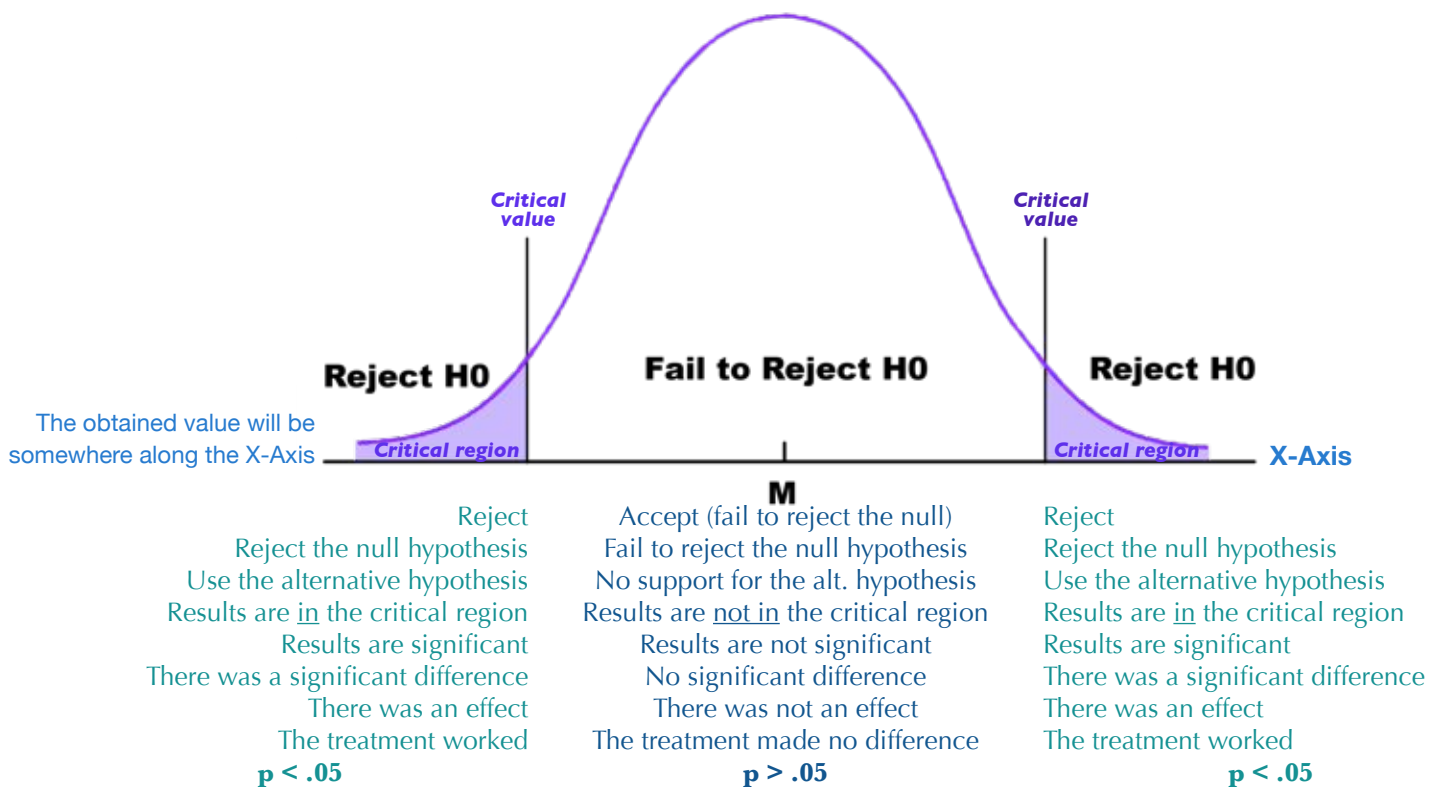 Critical
value
Critical
value
Reject H0
Fail to Reject H0
Reject H0
The obtained value will be
somewhere along the X-Axis
Critical region
Critical region
X-Axis
M
Reject
Reject the null hypothesis
Use the alternative hypothesis
Results are in the critical region
Results are significant
There was a significant difference
There was an effect
The treatment worked
p < .05
Accept (fail to reject the null)
Fail to reject the null hypothesis
No support for the alt. hypothesis
Results are not in the critical region
Results are not significant
No significant difference
There was not an effect
The treatment made no difference
p > .05
Reject
Reject the null hypothesis
Use the alternative hypothesis
Results are in the critical region
Results are significant
There was a significant difference
There was an effect
The treatment worked
p < .05